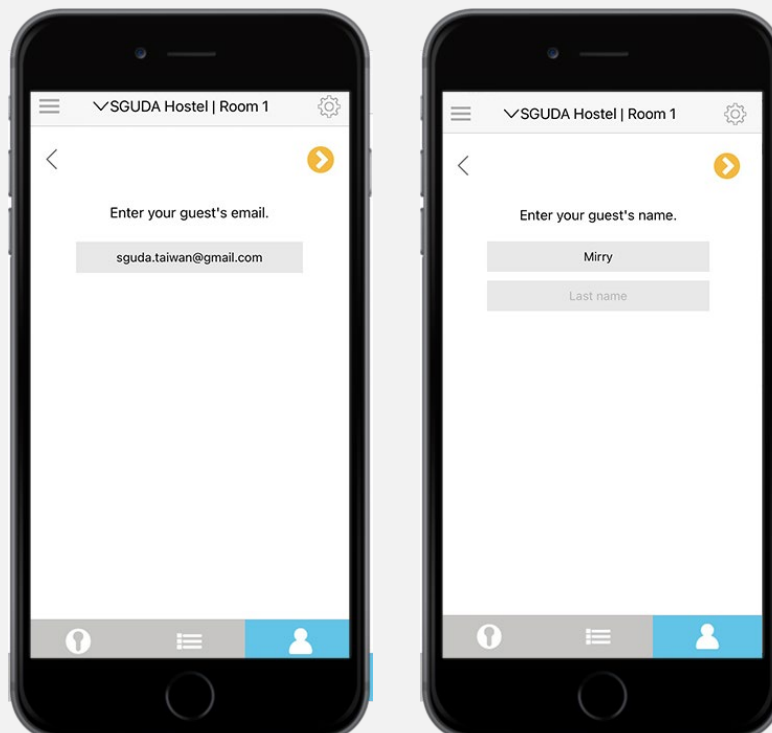 SGUDA Hostel | Room 1
Enter your guest's email.
sguda.taiwan@gmail.com
SGUDA Hostel | Room 1
Enter your guest's name.
Mirry
Last name